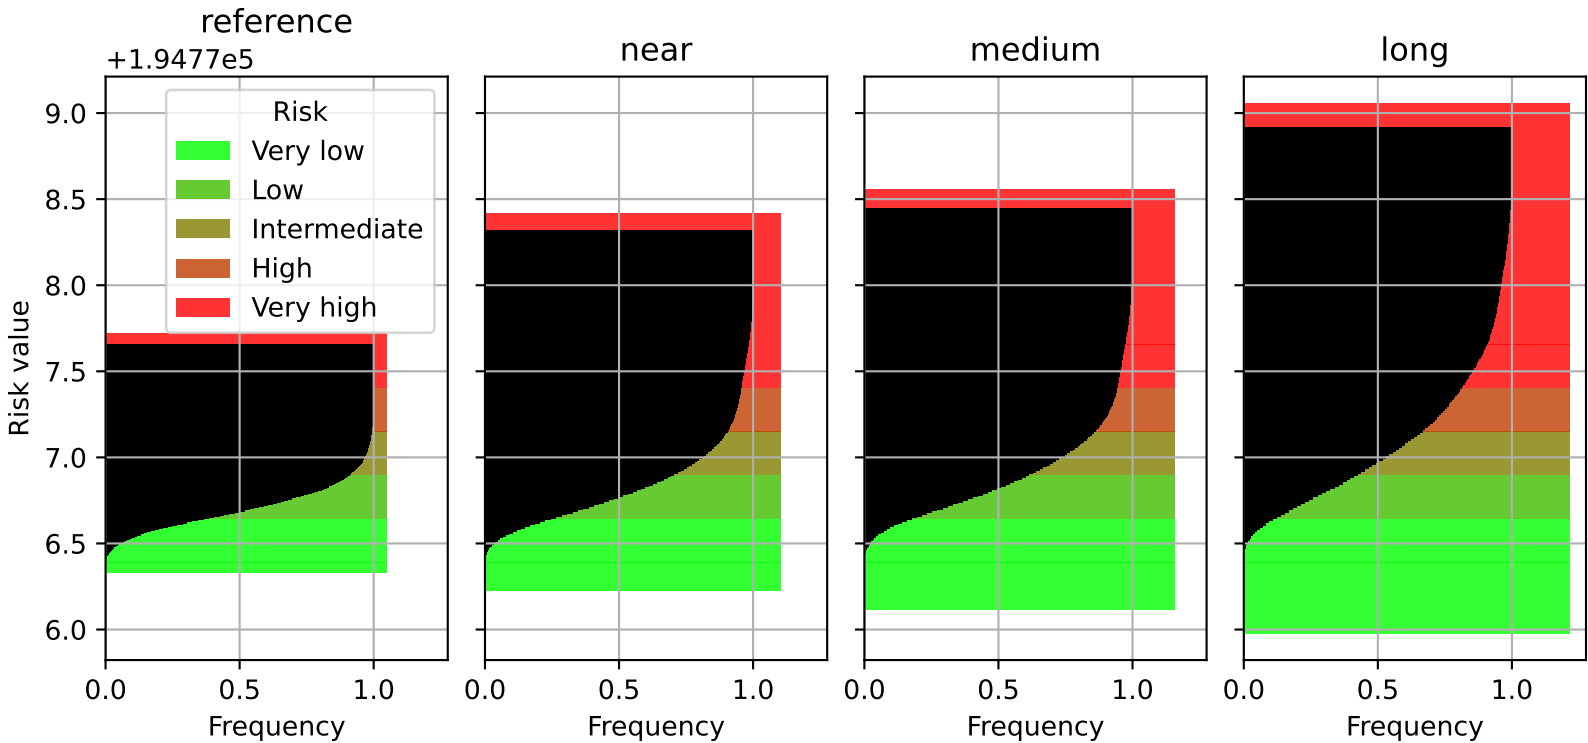 reference
near
medium
long
+1.9477e5
Risk
Very low
Low
Intermediate
High
Very high
Risk value
9.0
8.5
8.0
7.5
7.0
6.5
6.0
0.0 0.5 1.0
0.0 0.5 1.0
0.0 0.5 1.0
0.0 0.5 1.0
Frequency
Frequency
Frequency
Frequency